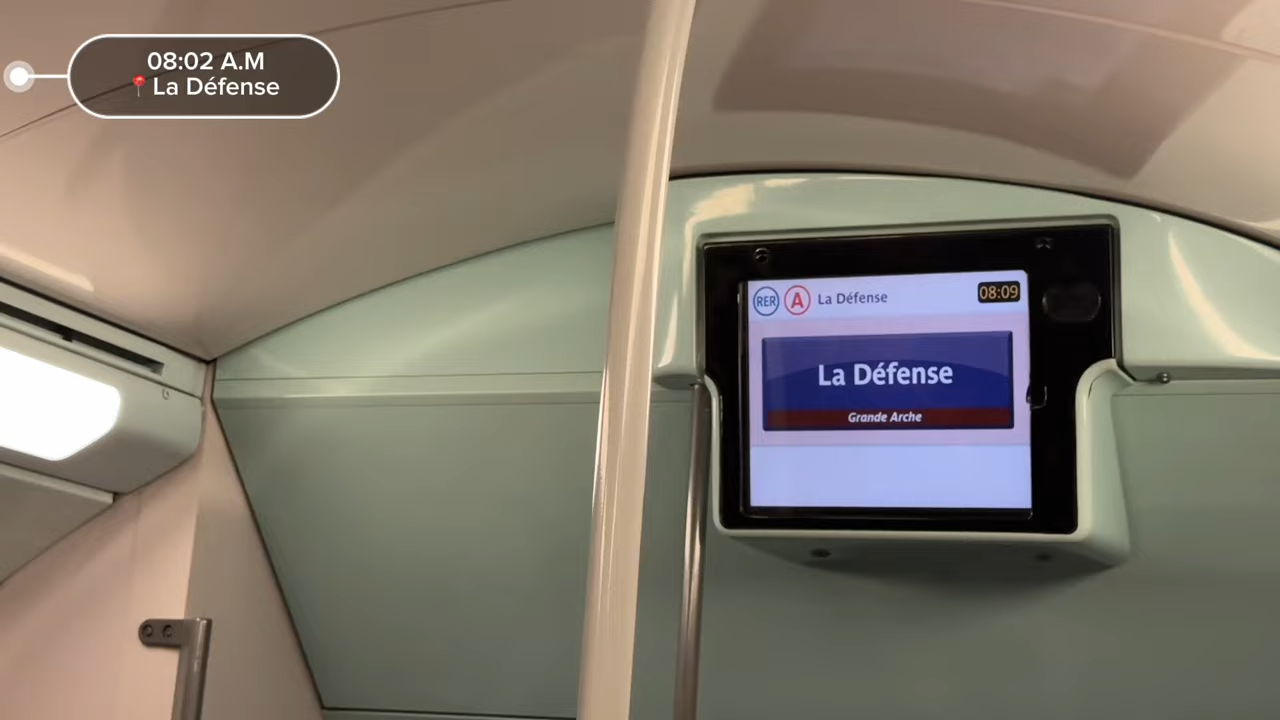 08:02 A.M
📍La Défense
RER A La Défense 08:09
La Défense
Grande Arche